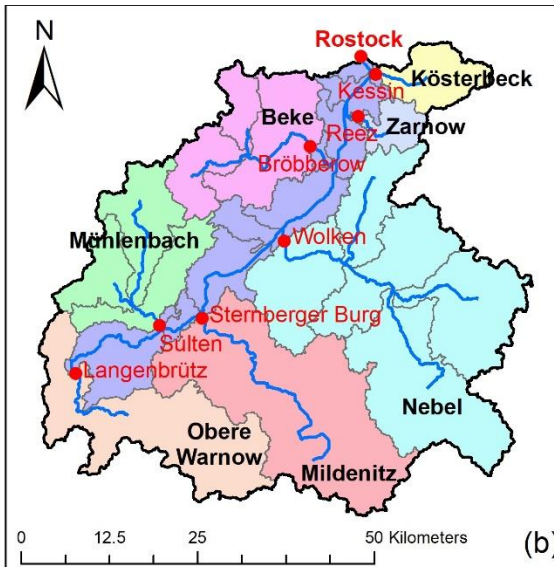 N
Rostock
Kösterbeck
Kessin
Beke
Reez
Zarnow
Bröbberow
Mühlenbach
Wolken
Sternberger Burg
Sülten
Langenbrütz
Nebel
Obere
Warnow
Mildenitz
0 12.5 25 50 Kilometers
(b)